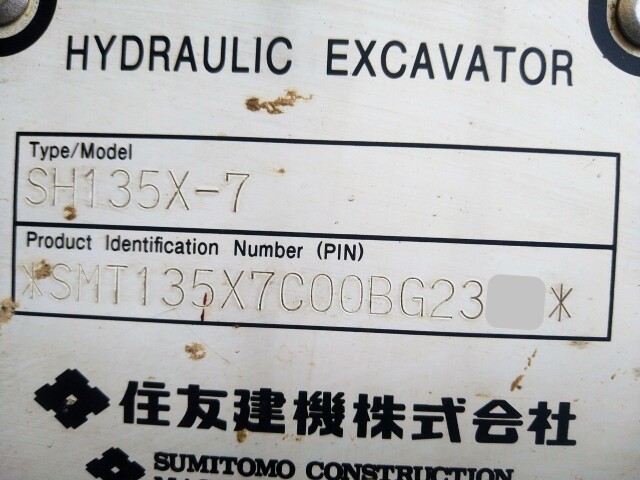 HYDRAULIC EXCAVATOR
Type/Model
SH135X-7
Product Identification Number (PIN)
*SMT135X7C00BG23 *
住友建機株式会社
SUMITOMO CONSTRUCTION